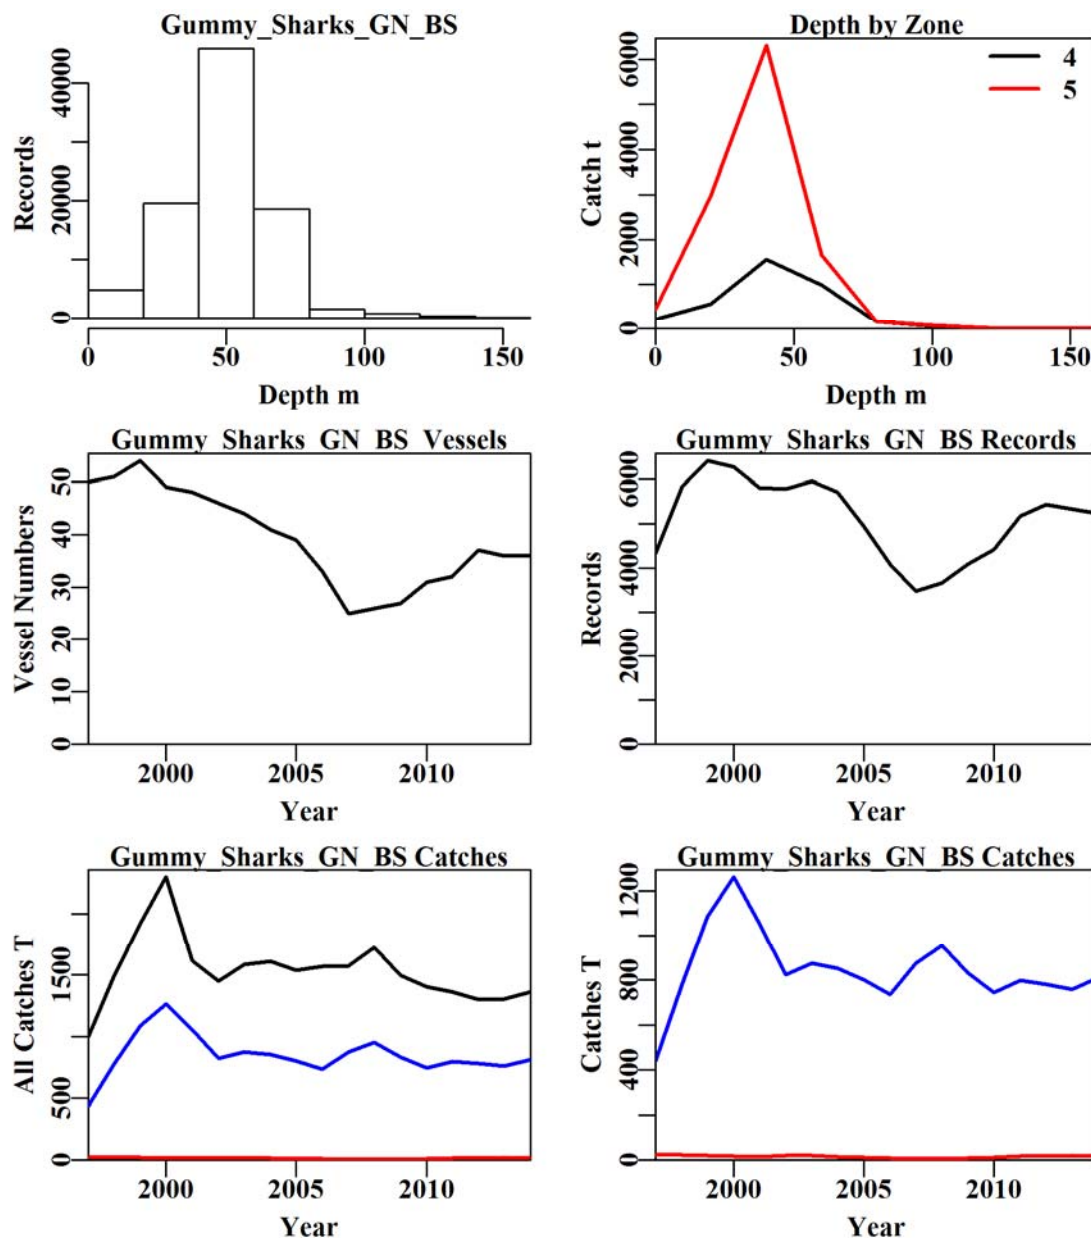 Gummy_Sharks_GN_BS
Records
0 20000 40000
0 50 100 150
Depth m
Depth by Zone
4
5
Catch t
0 2000 4000 6000
0 50 100 150
Depth m
Gummy_Sharks_GN_BS_Vessels
Vessel Numbers
0 10 20 30 40 50
2000 2005 2010
Year
Gummy_Sharks_GN_BS Records
Records
0 2000 4000 6000
2000 2005 2010
Year
Gummy_Sharks_GN_BS Catches
All Catches T
0 500 1500
2000 2005 2010
Year
Gummy_Sharks_GN_BS Catches
Catches T
0 400 800 1200
2000 2005 2010
Year